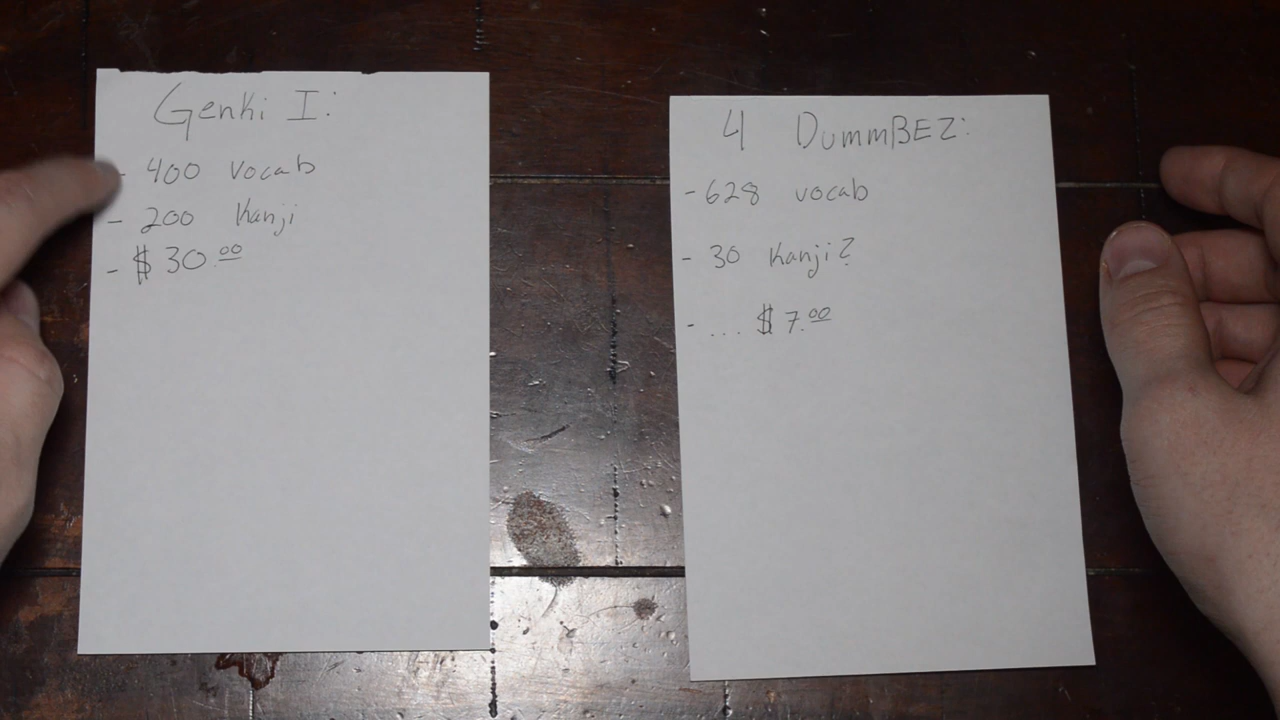 Genki I:
- 400 vocab
- 200 Kanji
- $30.00
4 DummBEZ:
- 628 vocab
- 30 Kanji?
- ... $7.00